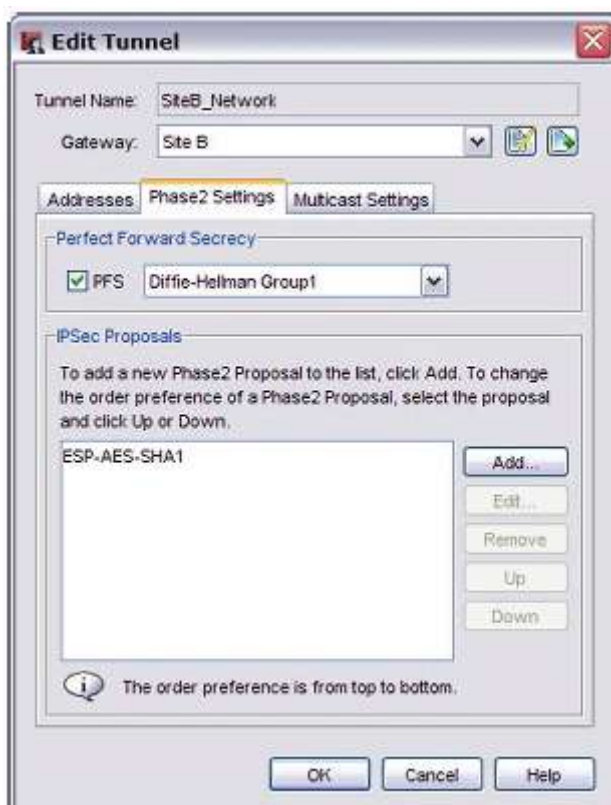 Edit Tunnel
Tunnel Name: SiteB_Network
Gateway: Site B
Addresses Phase2 Settings Multicast Settings
Perfect Forward Secrecy
PFS Diffie-Hellman Group1
IPSec Proposals
To add a new Phase2 Proposal to the list, click Add. To change
the order preference of a Phase2 Proposal, select the proposal
and click Up or Down.
ESP-AES-SHA1
Add...
Edit...
Remove
Up
Down
The order preference is from top to bottom.
OK Cancel Help